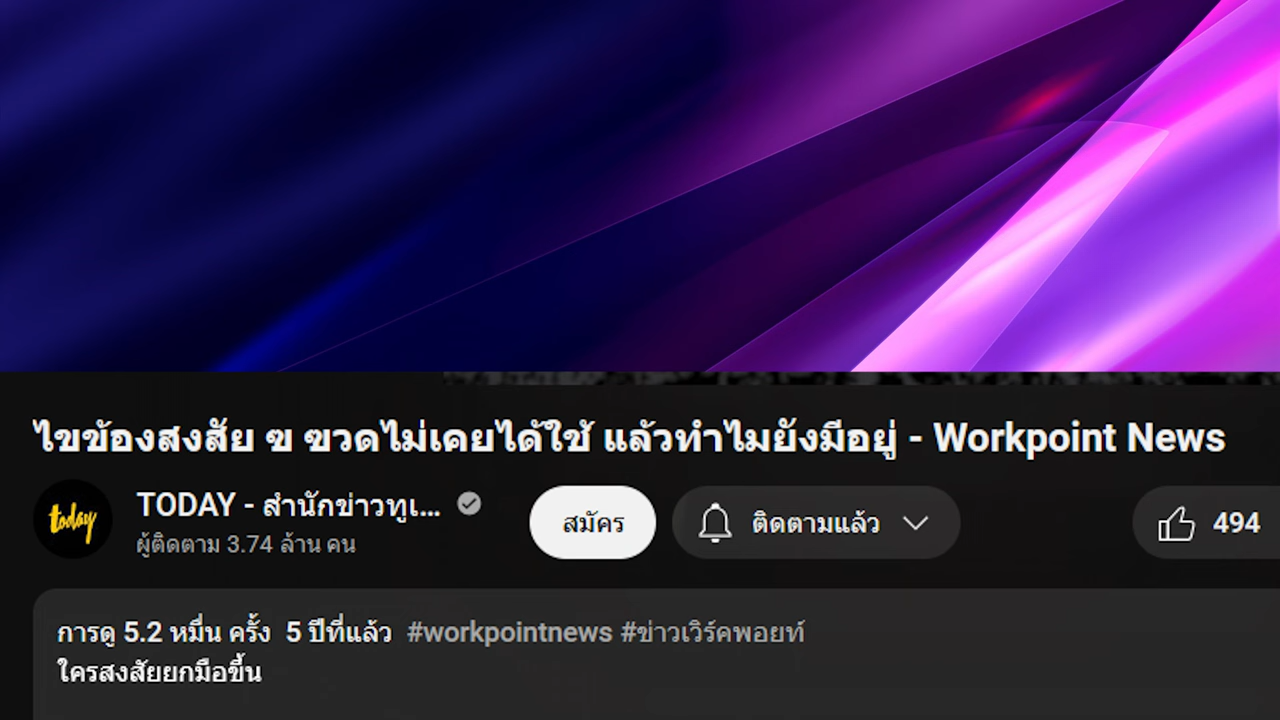 ไขข้องสงสัย ฃ ฃวดไม่เคยได้ใช้ แล้วทำไมยังมีอยู่ - Workpoint News
today
TODAY - สำนักข่าวทูเ...
ผู้ติดตาม 3.74 ล้าน คน
สมัคร
ติดตามแล้ว
494
การดู 5.2 หมื่น ครั้ง 5 ปีที่แล้ว #workpointnews #ข่าวเวิร์คพอยท์
ใครสงสัยยกมือขึ้น